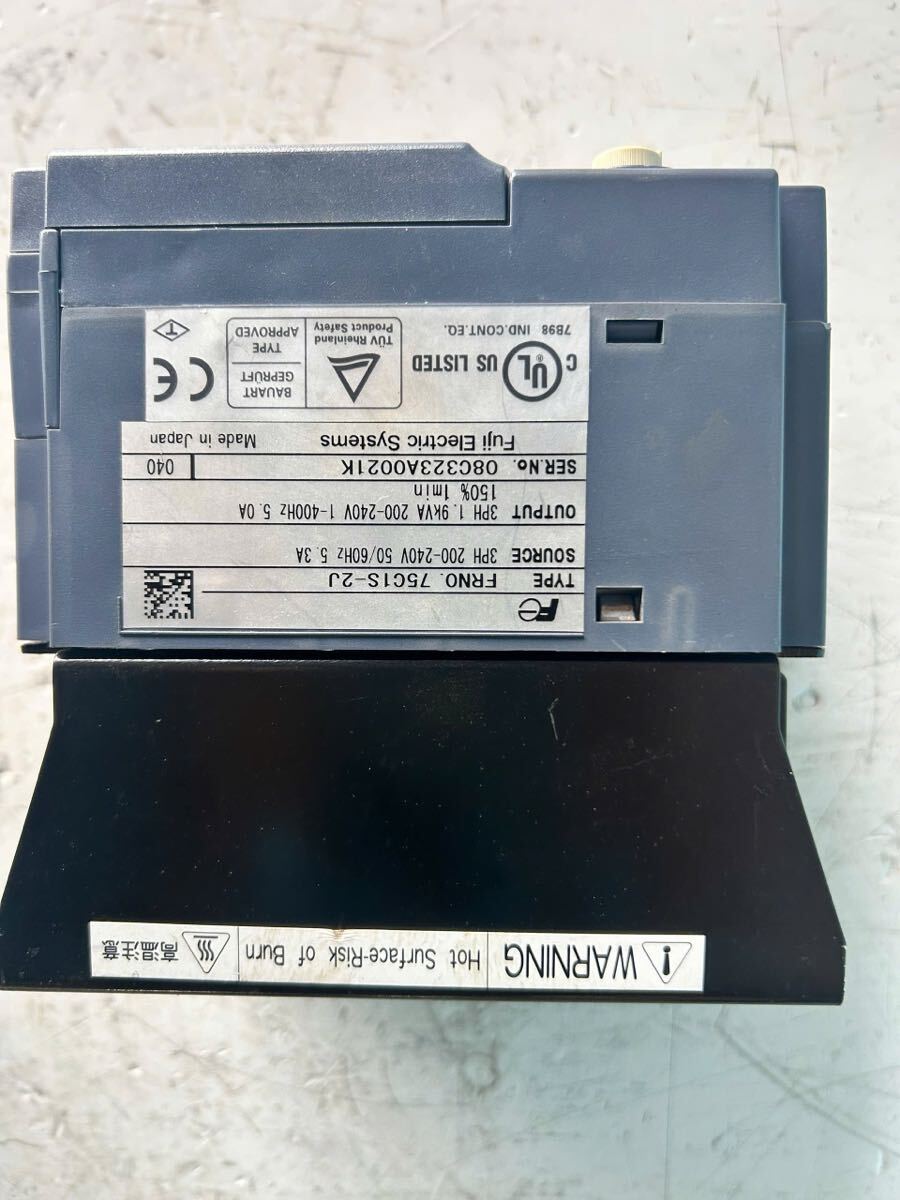 WARNING Hot Surface-Risk of Burn 高温注意
Fe
TYPE FRN0.75C1S-2J
SOURCE 3PH 200-240V 50/60Hz 5.3A
OUTPUT 3PH 1.9kVA 200-240V 1-400Hz 5.0A
150% 1min
SER.No. 08C323A0021K 040
Fuji Electric Systems Made in Japan
C UL® US LISTED
7B98 IND.CONT.EQ.
TÜV Rheinland
Product Safety
BAUART
GEPRÜFT
TYPE
APPROVED
CE
T